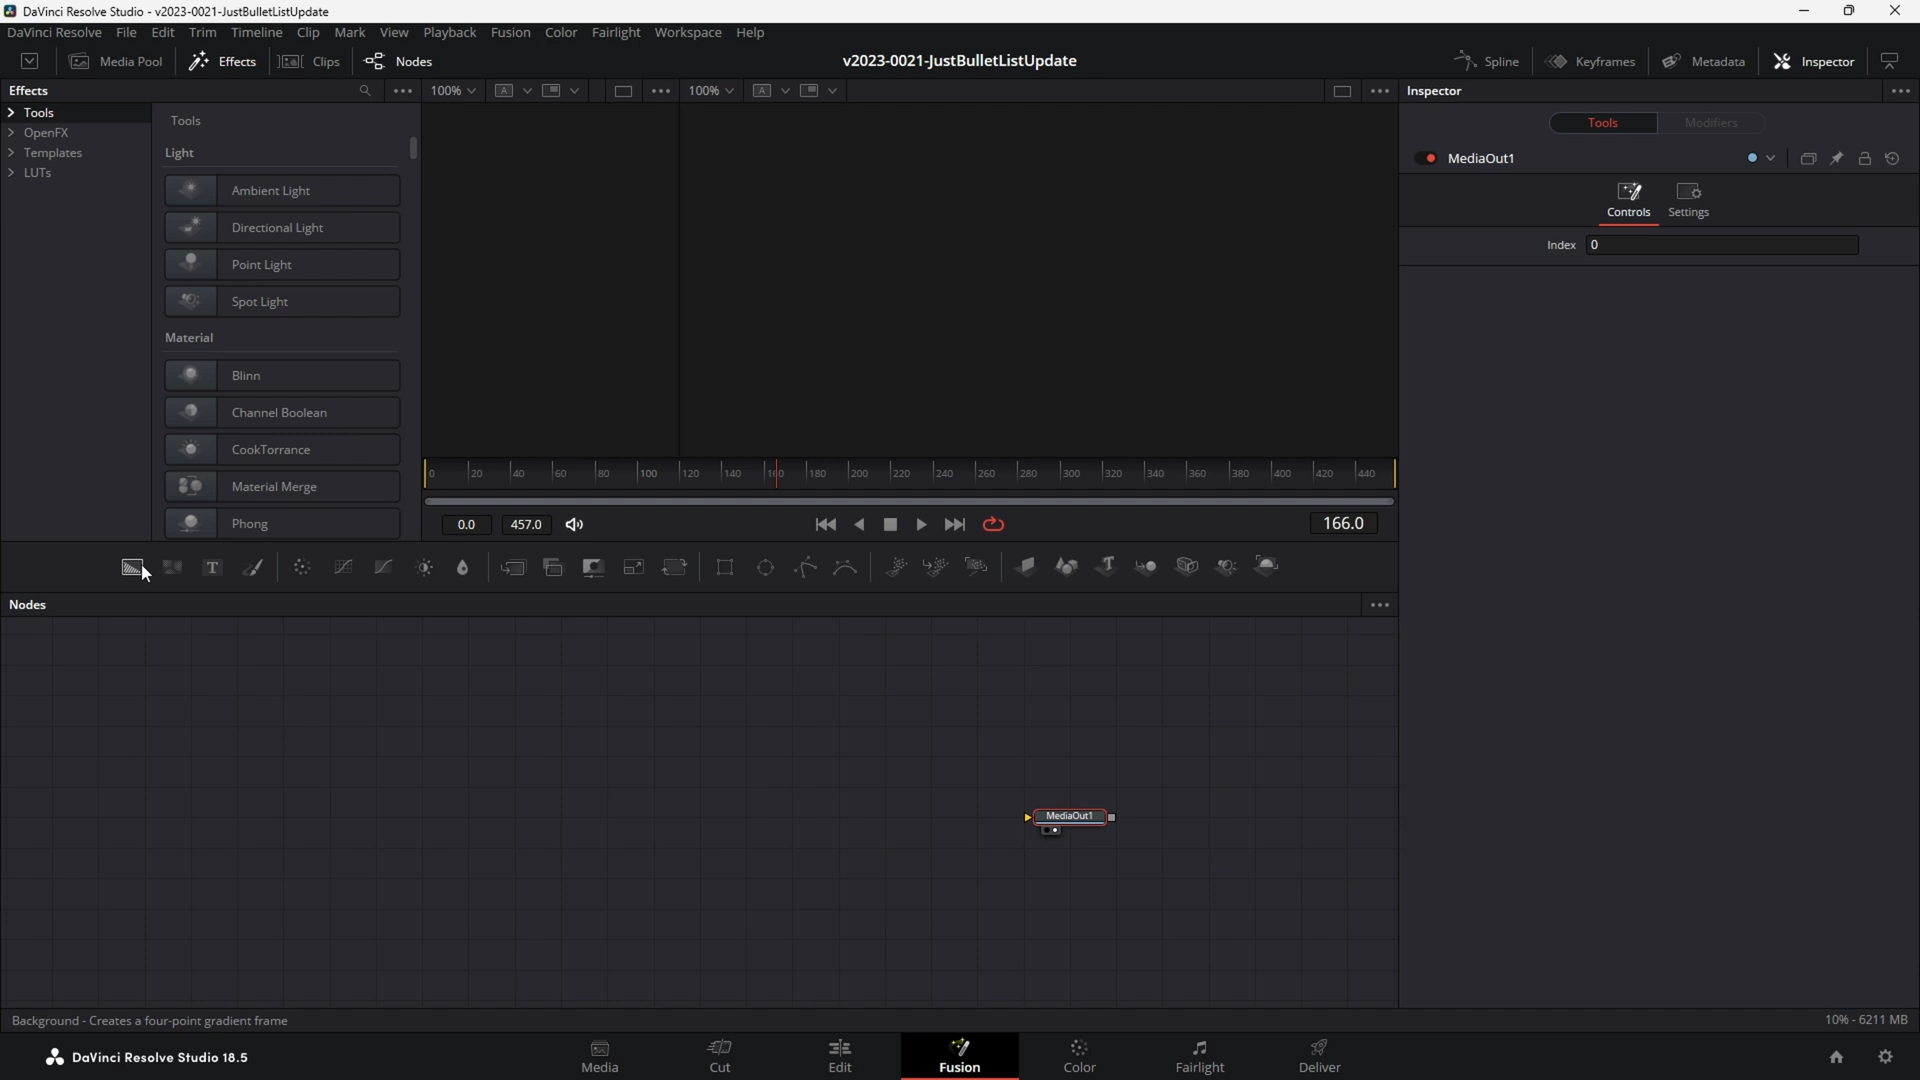 DaVinci Resolve Studio - v2023-0021-JustBulletListUpdate
DaVinci Resolve File Edit Trim Timeline Clip Mark View Playback Fusion Color Fairlight Workspace Help
Media Pool Effects Clips Nodes v2023-0021-JustBulletListUpdate Spline Keyframes Metadata Inspector
Effects 100% A 100% A Inspector
Tools
OpenFX
Templates
LUTs
Tools
Light
Ambient Light
Directional Light
Point Light
Spot Light
Material
Blinn
Channel Boolean
CookTorrance
Material Merge
Phong
0 20 40 60 80 100 120 140 160 180 200 220 240 260 280 300 320 340 360 380 400 420 440
0.0 457.0 166.0
Tools Modifiers
MediaOut1
Controls Settings
Index 0
T T
Nodes
MediaOut1
Background - Creates a four-point gradient frame 10% - 6211 MB
DaVinci Resolve Studio 18.5 Media Cut Edit Fusion Color Fairlight Deliver